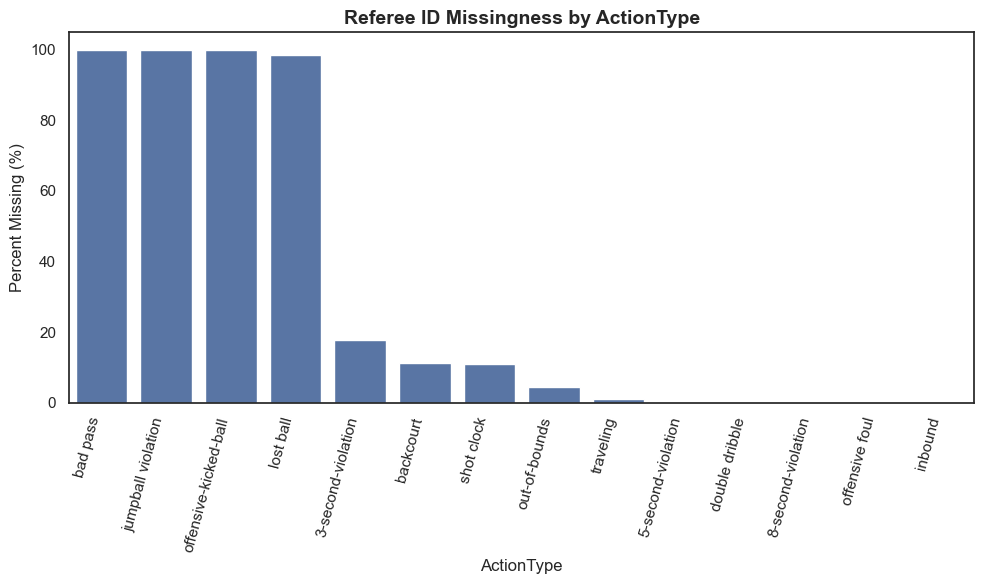 Referee ID Missingness by ActionType
Percent Missing (%)
100
80
60
40
20
0
bad pass
jumpball violation
offensive-kicked-ball
lost ball
3-second-violation
backcourt
shot clock
out-of-bounds
traveling
5-second-violation
double dribble
8-second-violation
offensive foul
inbound
ActionType